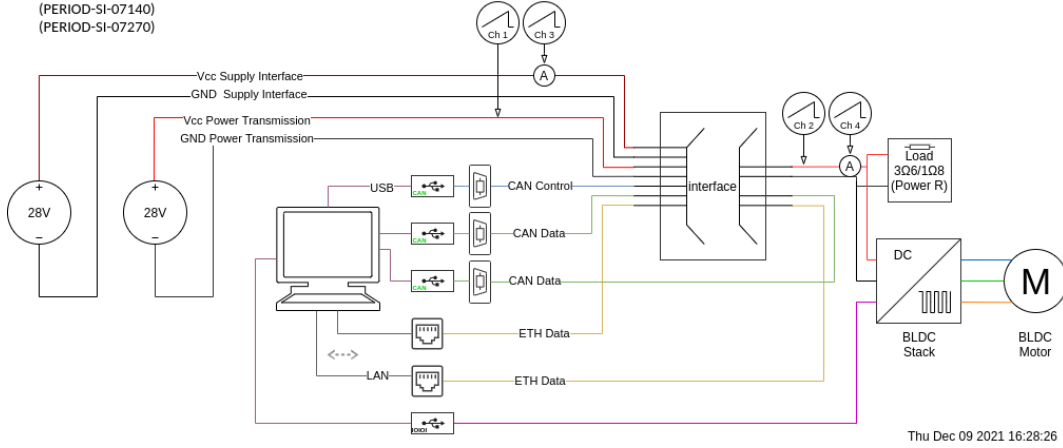 (PERIOD-SI-07140)
(PERIOD-SI-07270)
Ch 1
Ch 3
Vcc Supply Interface
A
GND Supply Interface
Vcc Power Transmission
GND Power Transmission
Ch 2
Ch 4
A
Load
3Ω6/1Ω8
(Power R)
+
28V
−
+
28V
−
USB
CAN
CAN Control
interface
CAN
CAN Data
CAN
CAN Data
DC
M
BLDC
Stack
BLDC
Motor
ETH Data
<···>
LAN
ETH Data
IOIOI
Thu Dec 09 2021 16:28:26